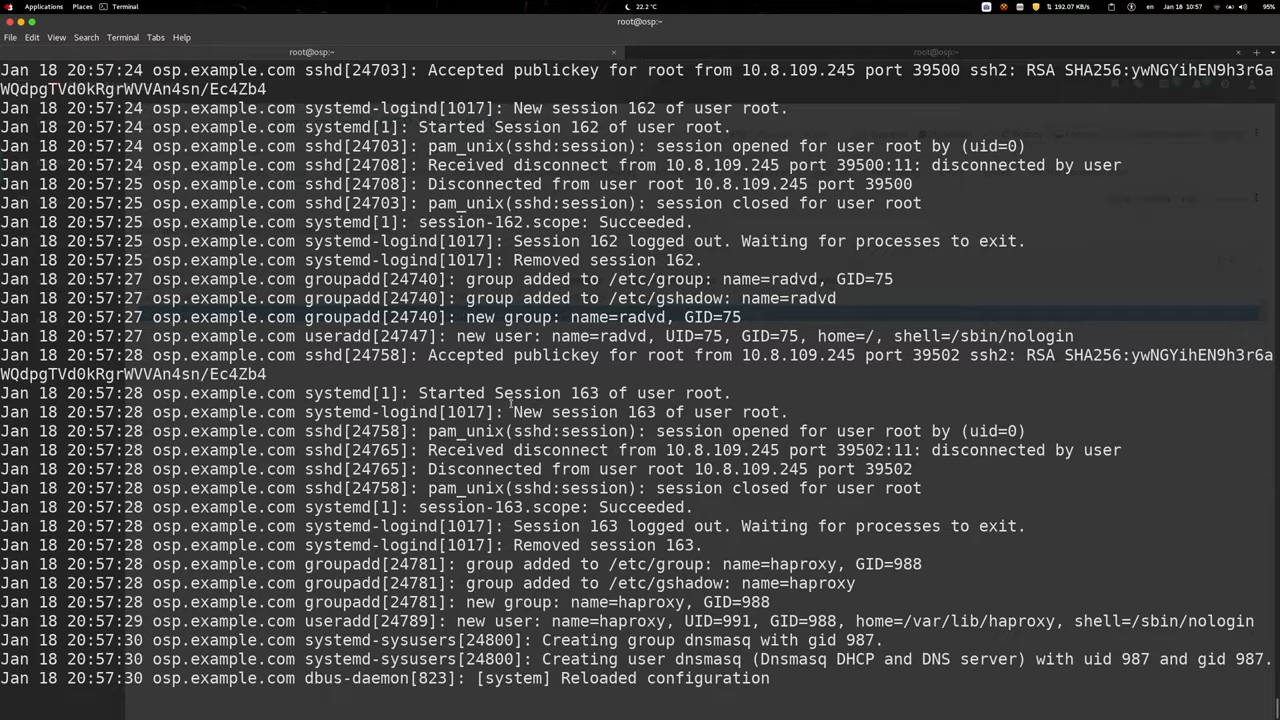 Applications Places Terminal 22.2 °C 192.07 KB/s en Jan 18 10:57 95%
root@osp:~
File Edit View Search Terminal Tabs Help
root@osp:~ root@osp:~
Jan 18 20:57:24 osp.example.com sshd[24703]: Accepted publickey for root from 10.8.109.245 port 39500 ssh2: RSA SHA256:ywNGYihEN9h3r6a
WQdpgTVd0kRgrWVVAn4sn/Ec4Zb4
Jan 18 20:57:24 osp.example.com systemd-logind[1017]: New session 162 of user root.
Jan 18 20:57:24 osp.example.com systemd[1]: Started Session 162 of user root.
Jan 18 20:57:24 osp.example.com sshd[24703]: pam_unix(sshd:session): session opened for user root by (uid=0)
Jan 18 20:57:24 osp.example.com sshd[24708]: Received disconnect from 10.8.109.245 port 39500:11: disconnected by user
Jan 18 20:57:25 osp.example.com sshd[24708]: Disconnected from user root 10.8.109.245 port 39500
Jan 18 20:57:25 osp.example.com sshd[24703]: pam_unix(sshd:session): session closed for user root
Jan 18 20:57:25 osp.example.com systemd[1]: session-162.scope: Succeeded.
Jan 18 20:57:25 osp.example.com systemd-logind[1017]: Session 162 logged out. Waiting for processes to exit.
Jan 18 20:57:25 osp.example.com systemd-logind[1017]: Removed session 162.
Jan 18 20:57:27 osp.example.com groupadd[24740]: group added to /etc/group: name=radvd, GID=75
Jan 18 20:57:27 osp.example.com groupadd[24740]: group added to /etc/gshadow: name=radvd
Jan 18 20:57:27 osp.example.com groupadd[24740]: new group: name=radvd, GID=75
Jan 18 20:57:27 osp.example.com useradd[24747]: new user: name=radvd, UID=75, GID=75, home=/, shell=/sbin/nologin
Jan 18 20:57:28 osp.example.com sshd[24758]: Accepted publickey for root from 10.8.109.245 port 39502 ssh2: RSA SHA256:ywNGYihEN9h3r6a
WQdpgTVd0kRgrWVVAn4sn/Ec4Zb4
Jan 18 20:57:28 osp.example.com systemd[1]: Started Session 163 of user root.
Jan 18 20:57:28 osp.example.com systemd-logind[1017]: New session 163 of user root.
Jan 18 20:57:28 osp.example.com sshd[24758]: pam_unix(sshd:session): session opened for user root by (uid=0)
Jan 18 20:57:28 osp.example.com sshd[24765]: Received disconnect from 10.8.109.245 port 39502:11: disconnected by user
Jan 18 20:57:28 osp.example.com sshd[24765]: Disconnected from user root 10.8.109.245 port 39502
Jan 18 20:57:28 osp.example.com sshd[24758]: pam_unix(sshd:session): session closed for user root
Jan 18 20:57:28 osp.example.com systemd[1]: session-163.scope: Succeeded.
Jan 18 20:57:28 osp.example.com systemd-logind[1017]: Session 163 logged out. Waiting for processes to exit.
Jan 18 20:57:28 osp.example.com systemd-logind[1017]: Removed session 163.
Jan 18 20:57:28 osp.example.com groupadd[24781]: group added to /etc/group: name=haproxy, GID=988
Jan 18 20:57:28 osp.example.com groupadd[24781]: group added to /etc/gshadow: name=haproxy
Jan 18 20:57:28 osp.example.com groupadd[24781]: new group: name=haproxy, GID=988
Jan 18 20:57:29 osp.example.com useradd[24789]: new user: name=haproxy, UID=991, GID=988, home=/var/lib/haproxy, shell=/sbin/nologin
Jan 18 20:57:30 osp.example.com systemd-sysusers[24800]: Creating group dnsmasq with gid 987.
Jan 18 20:57:30 osp.example.com systemd-sysusers[24800]: Creating user dnsmasq (Dnsmasq DHCP and DNS server) with uid 987 and gid 987.
Jan 18 20:57:30 osp.example.com dbus-daemon[823]: [system] Reloaded configuration